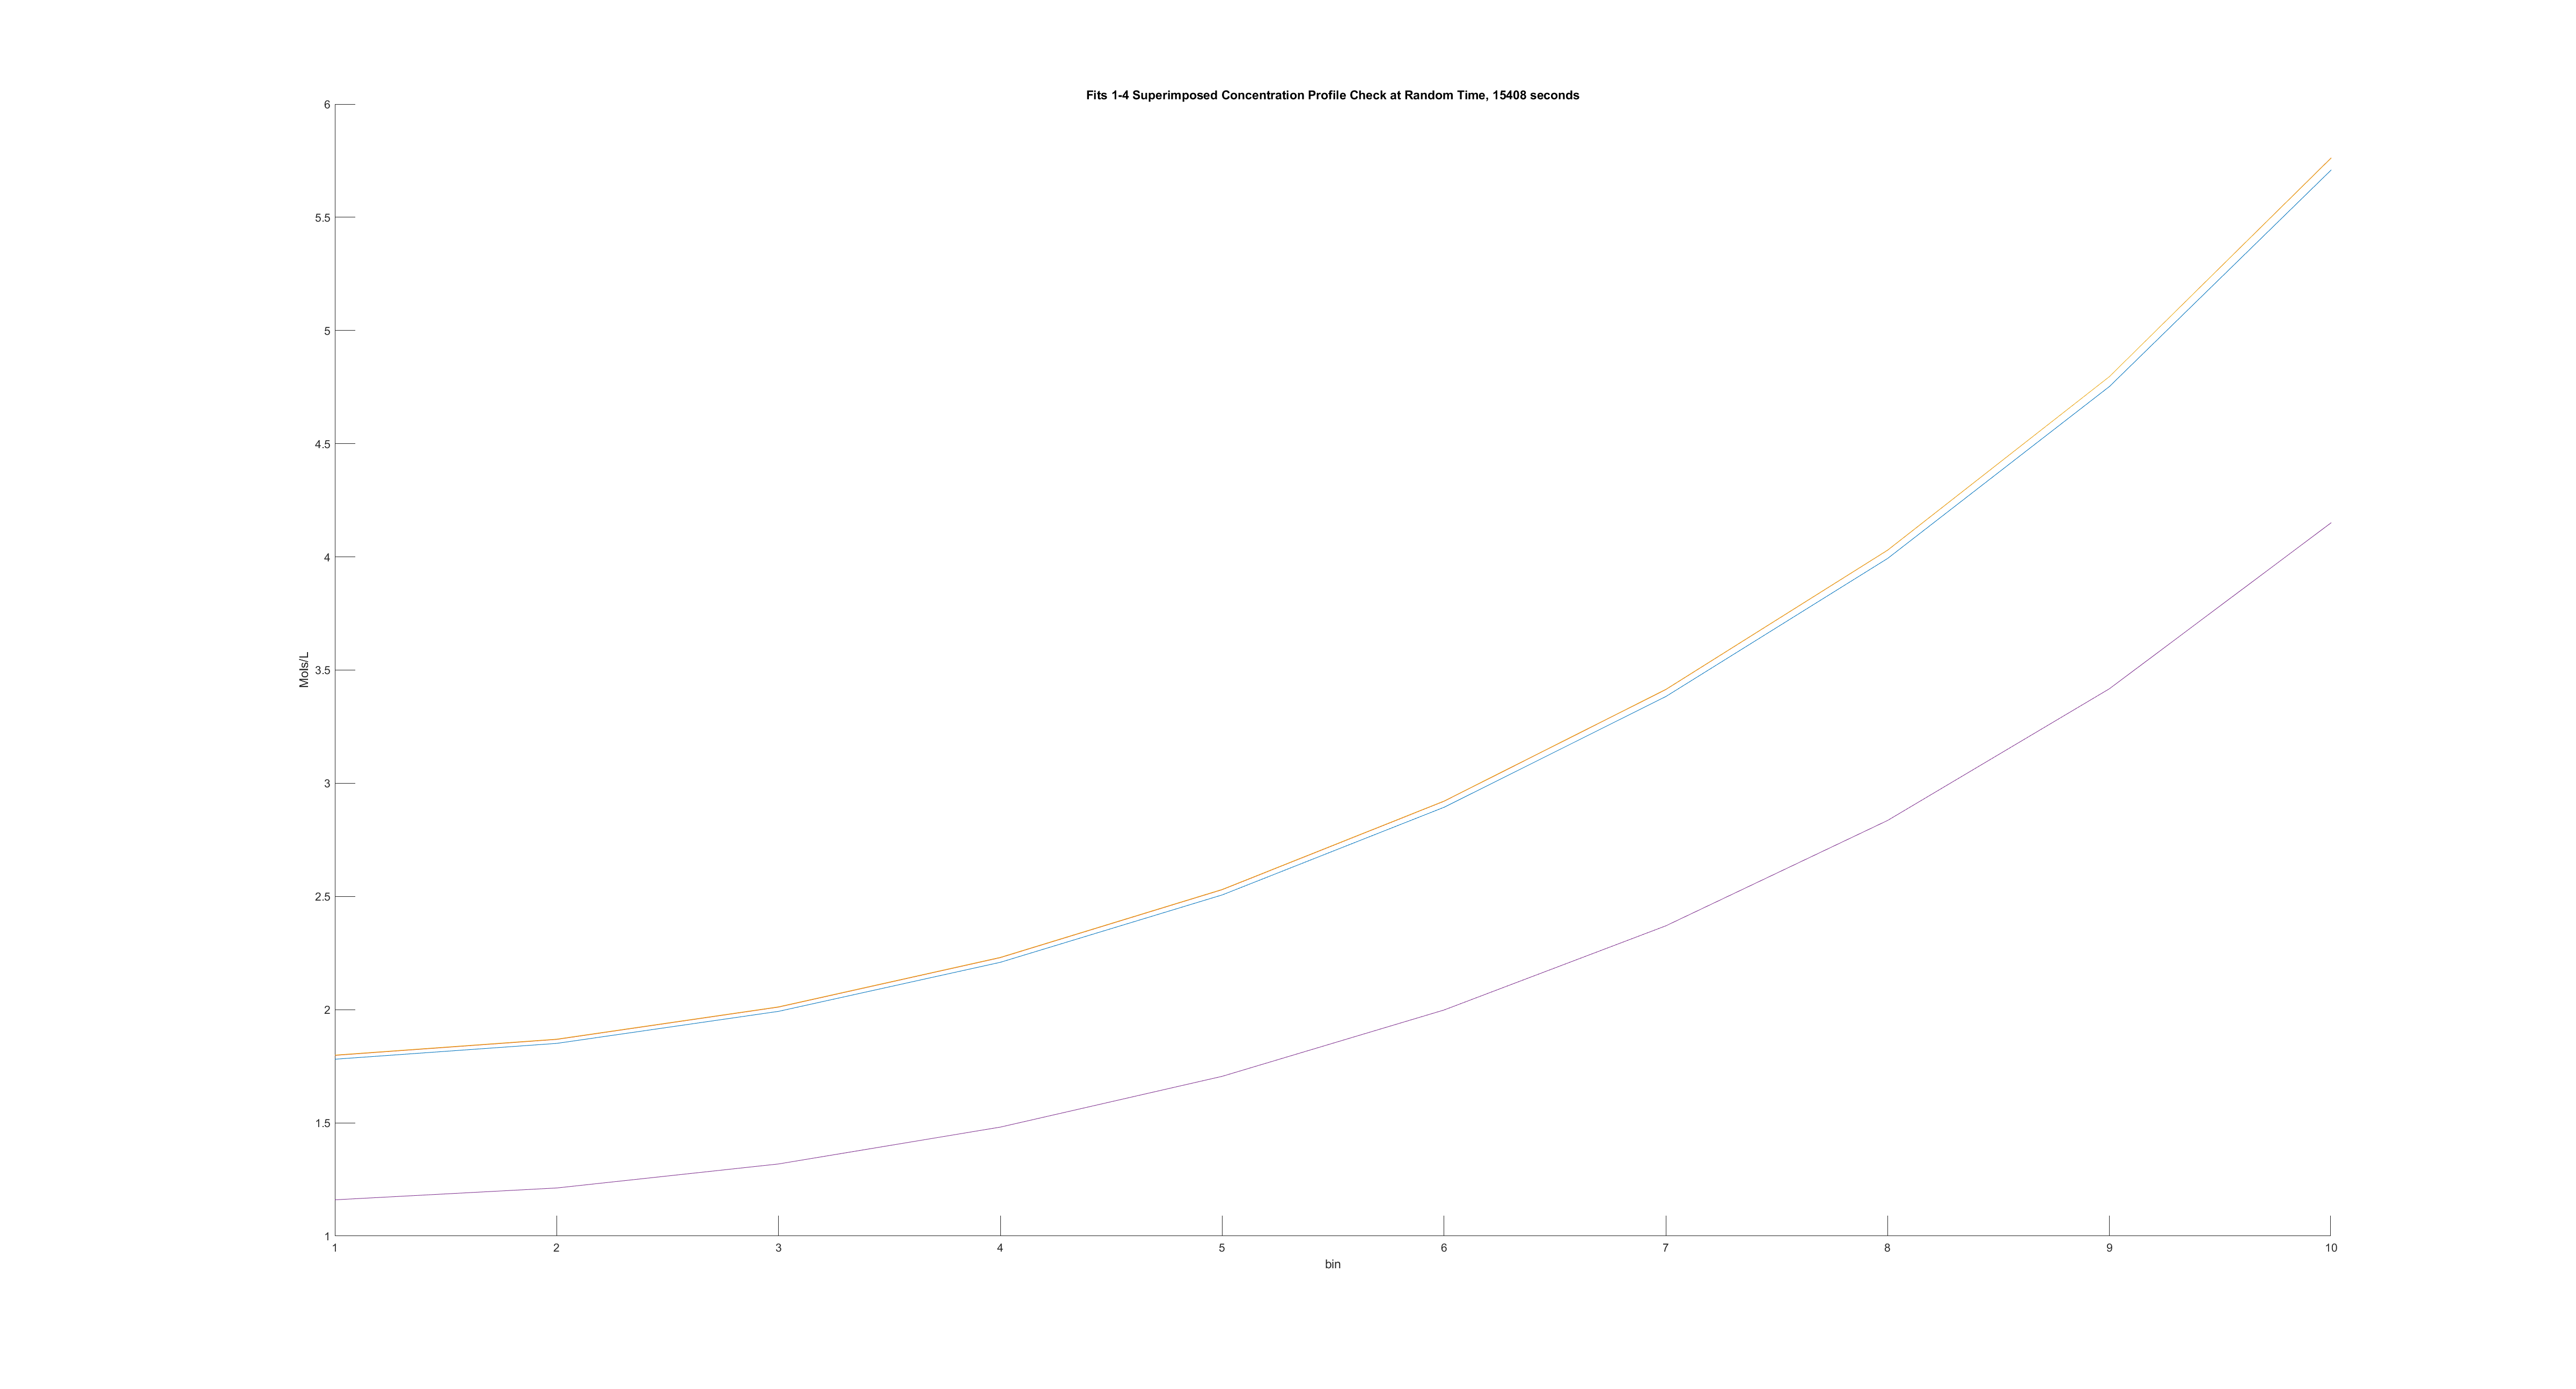 Fits 1-4 Superimposed Concentration Profile Check at Random Time, 15408 seconds
6
5.5
5
4.5
4
3.5
3
2.5
2
1.5
1
Mols/L
1 2 3 4 5 6 7 8 9 10
bin